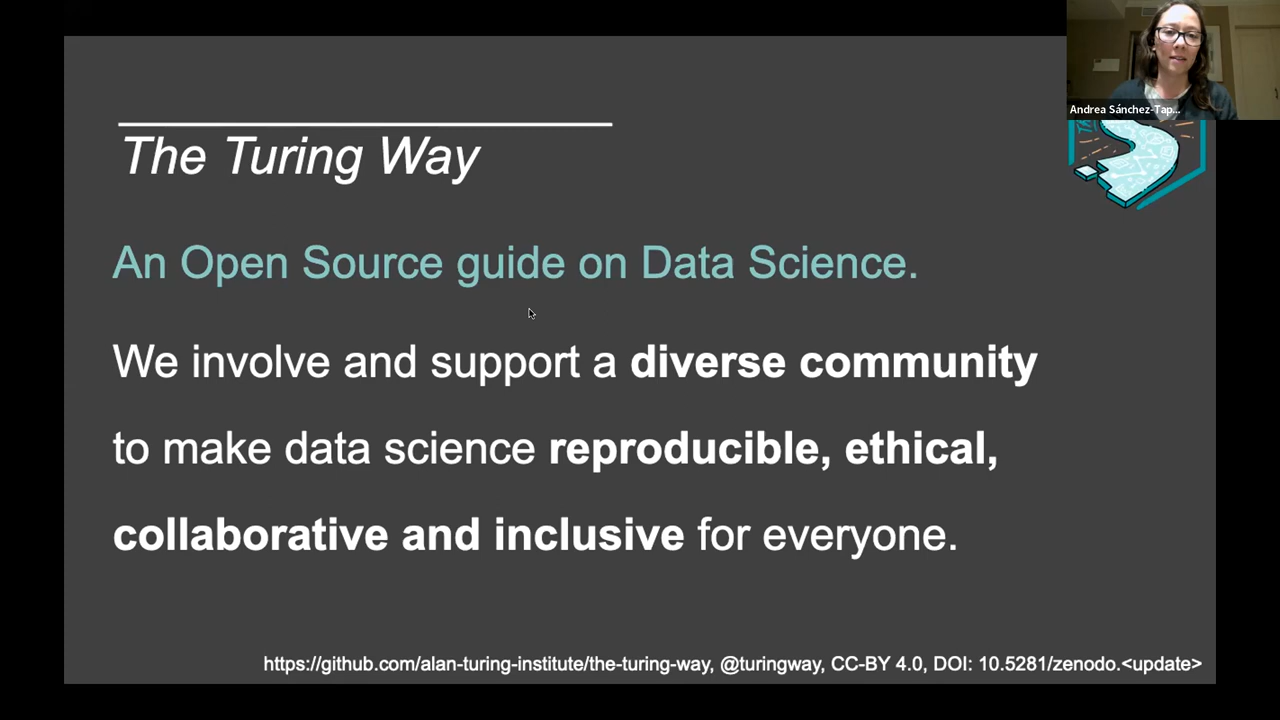 Andrea Sánchez-Tap...
The Turing Way
An Open Source guide on Data Science.
We involve and support a diverse community
to make data science reproducible, ethical,
collaborative and inclusive for everyone.
https://github.com/alan-turing-institute/the-turing-way, @turingway, CC-BY 4.0, DOI: 10.5281/zenodo.<update>